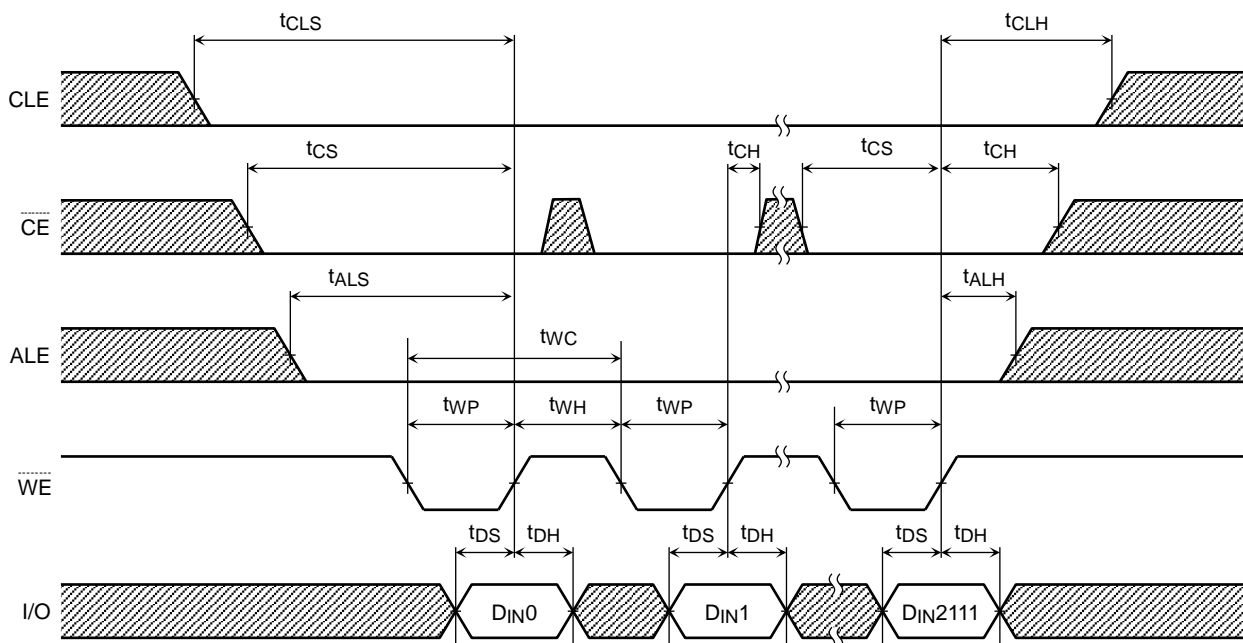 tCLS tCLH
CLE
tCS tCH tCS tCH
CE
tALS tALH
ALE
tWC
tWP tWH tWP tWP
WE
tDS tDH tDS tDH tDS tDH
I/O DIN0 DIN1 DIN2111